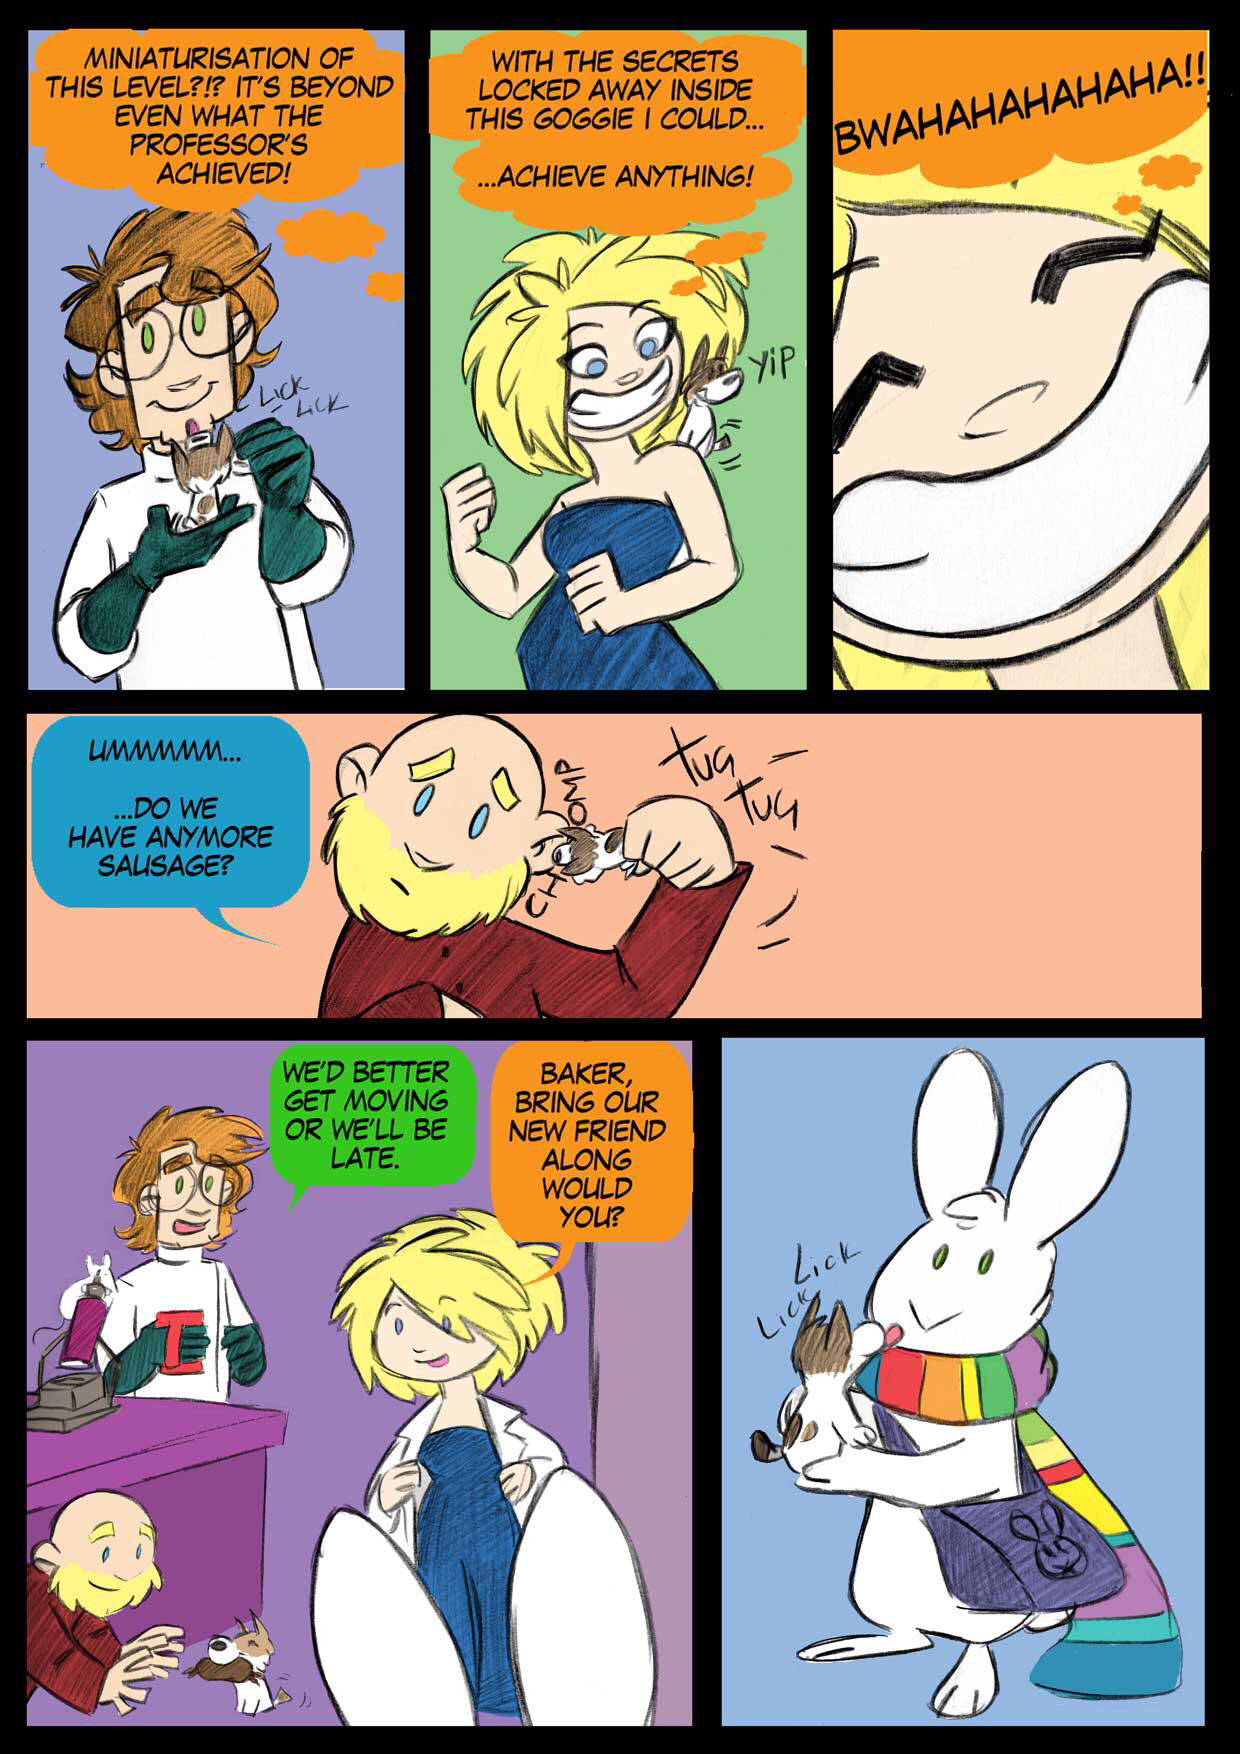 MINIATURISATION OF
THIS LEVEL?!? IT'S BEYOND
EVEN WHAT THE
PROFESSOR'S
ACHIEVED!
LICK
LICK
WITH THE SECRETS
LOCKED AWAY INSIDE
THIS GOGGIE I COULD...
...ACHIEVE ANYTHING!
YIP
BWAHAHAHAHAHA!!
UMMMMM...
...DO WE
HAVE ANYMORE
SAUSAGE?
CHOMP
TUG
TUG
WE'D BETTER
GET MOVING
OR WE'LL BE
LATE.
BAKER,
BRING OUR
NEW FRIEND
ALONG
WOULD
YOU?
I
LICK
LICK